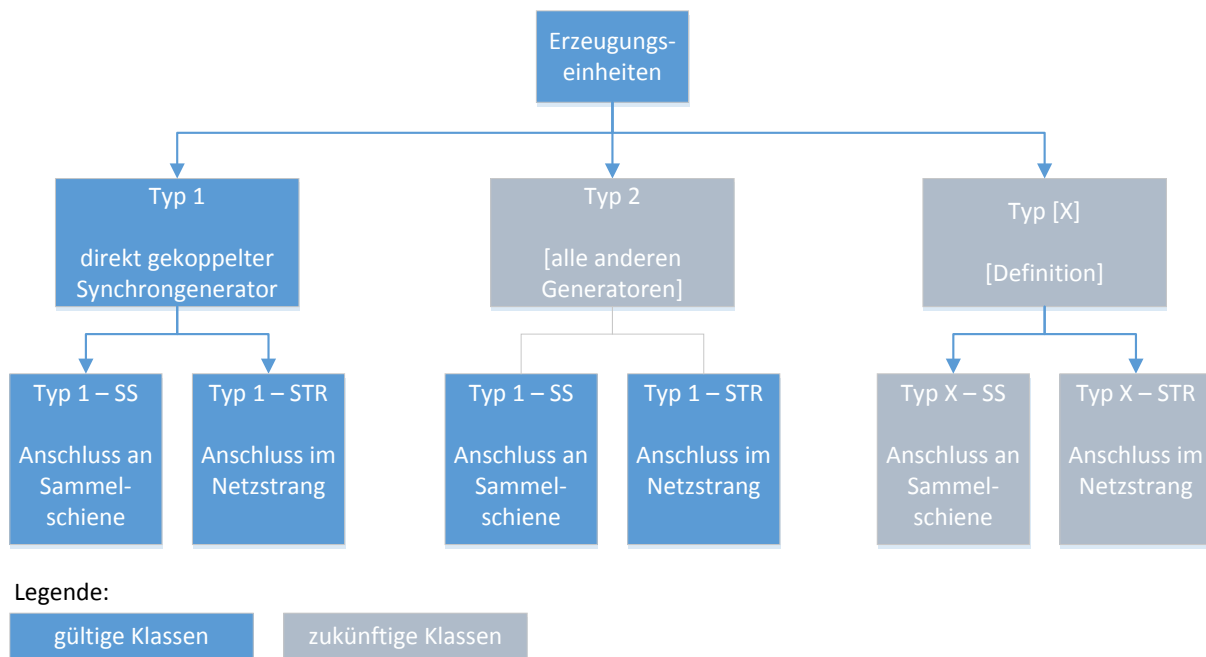 Erzeugungs-
einheiten
Typ 1
direkt gekoppelter
Synchrongenerator
Typ 2
[alle anderen
Generatoren]
Typ [X]
[Definition]
Typ 1 – SS
Anschluss an
Sammel-
schiene
Typ 1 – STR
Anschluss im
Netzstrang
Typ 1 – SS
Anschluss an
Sammel-
schiene
Typ 1 – STR
Anschluss im
Netzstrang
Typ X – SS
Anschluss an
Sammel-
schiene
Typ X – STR
Anschluss im
Netzstrang
Legende:
gültige Klassen
zukünftige Klassen